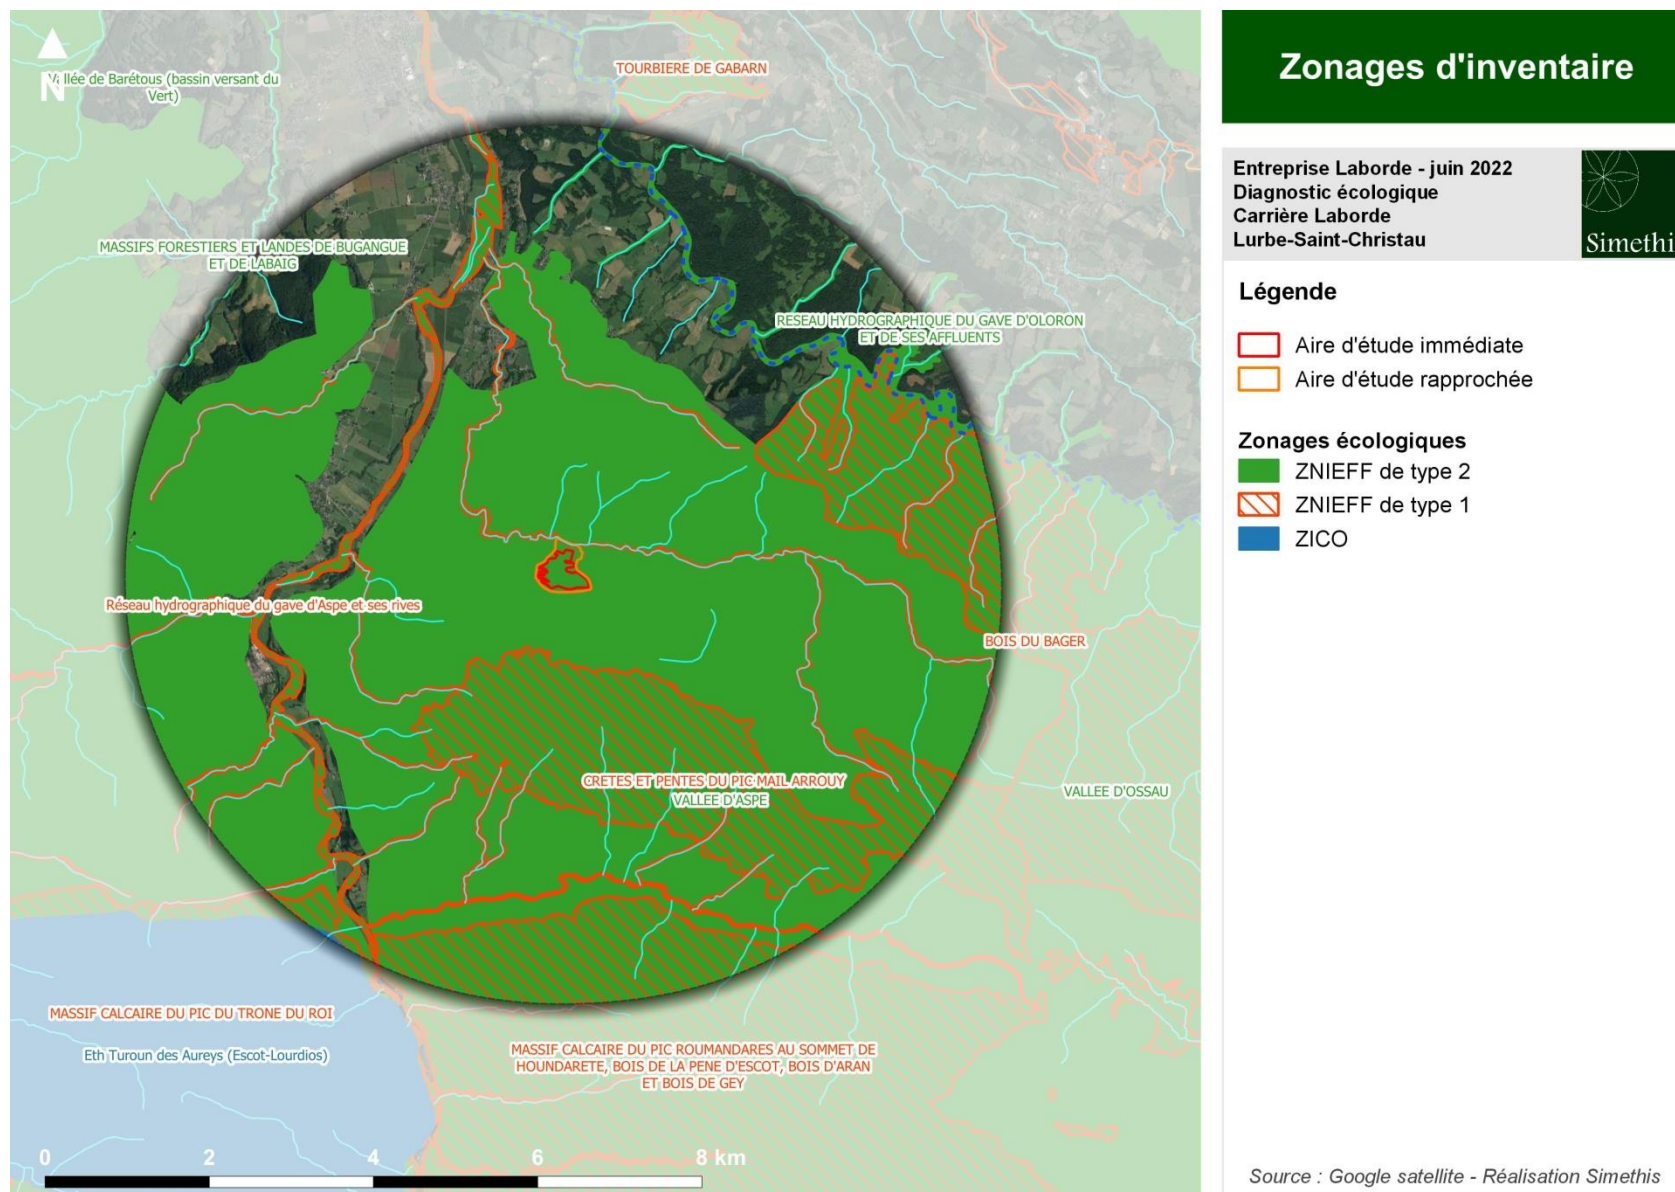 N
Vallée de Barétous (bassin versant du
Vert)
TOURBIERE DE GABARN
MASSIFS FORESTIERS ET LANDES DE BUGANGUE
ET DE LABAIG
RESEAU HYDROGRAPHIQUE DU GAVE D'OLORON
ET DE SES AFFLUENTS
Réseau hydrographique du gave d'Aspe et ses rives
BOIS DU BAGER
CRETES ET PENTES DU PIC MAIL ARROUY
VALLEE D'ASPE
VALLEE D'OSSAU
MASSIF CALCAIRE DU PIC DU TRONE DU ROI
Eth Turoun des Aureys (Escot-Lourdios)
MASSIF CALCAIRE DU PIC ROUMANDARES AU SOMMET DE
HOUNDARETE, BOIS DE LA PENE D'ESCOT, BOIS D'ARAN
ET BOIS DE GEY
0 2 4 6 8 km
Zonages d'inventaire
Entreprise Laborde - juin 2022
Diagnostic écologique
Carrière Laborde
Lurbe-Saint-Christau
Simethi
Légende
Aire d'étude immédiate
Aire d'étude rapprochée
Zonages écologiques
ZNIEFF de type 2
ZNIEFF de type 1
ZICO
Source : Google satellite - Réalisation Simethis